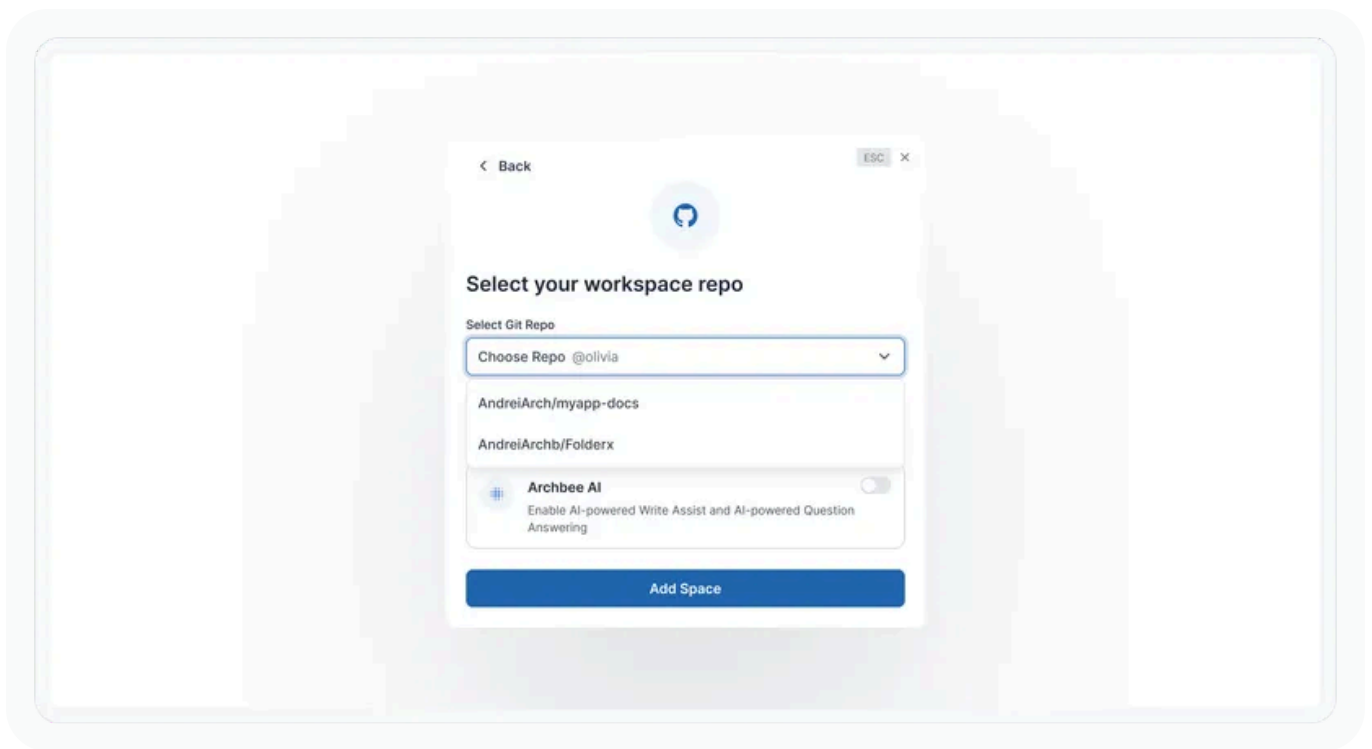 Back
ESC
Select your workspace repo
Select Git Repo
Choose Repo @olivia
AndreiArch/myapp-docs
AndreiArchb/Folderx
Archbee AI
Enable AI-powered Write Assist and AI-powered Question
Answering
Add Space